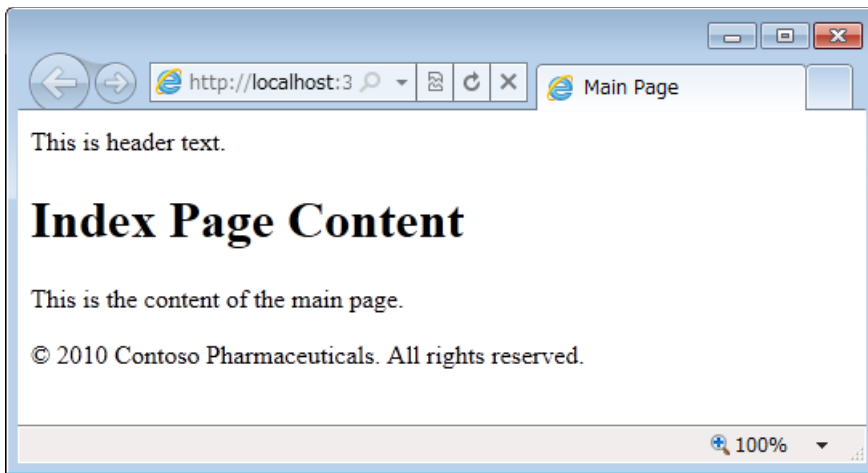 http://localhost:3
Main Page
This is header text.
Index Page Content
This is the content of the main page.
© 2010 Contoso Pharmaceuticals. All rights reserved.
100%